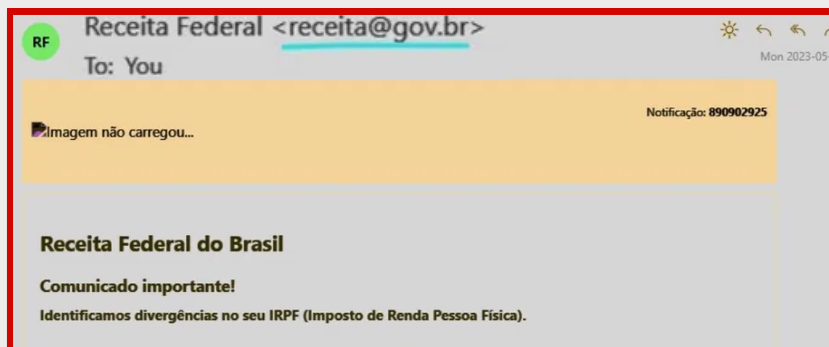 RF
Receita Federal <receita@gov.br>
To: You
Mon 2023-05
Notificação: 890902925
Imagem não carregou...
Receita Federal do Brasil
Comunicado importante!
Identificamos divergências no seu IRPF (Imposto de Renda Pessoa Física).